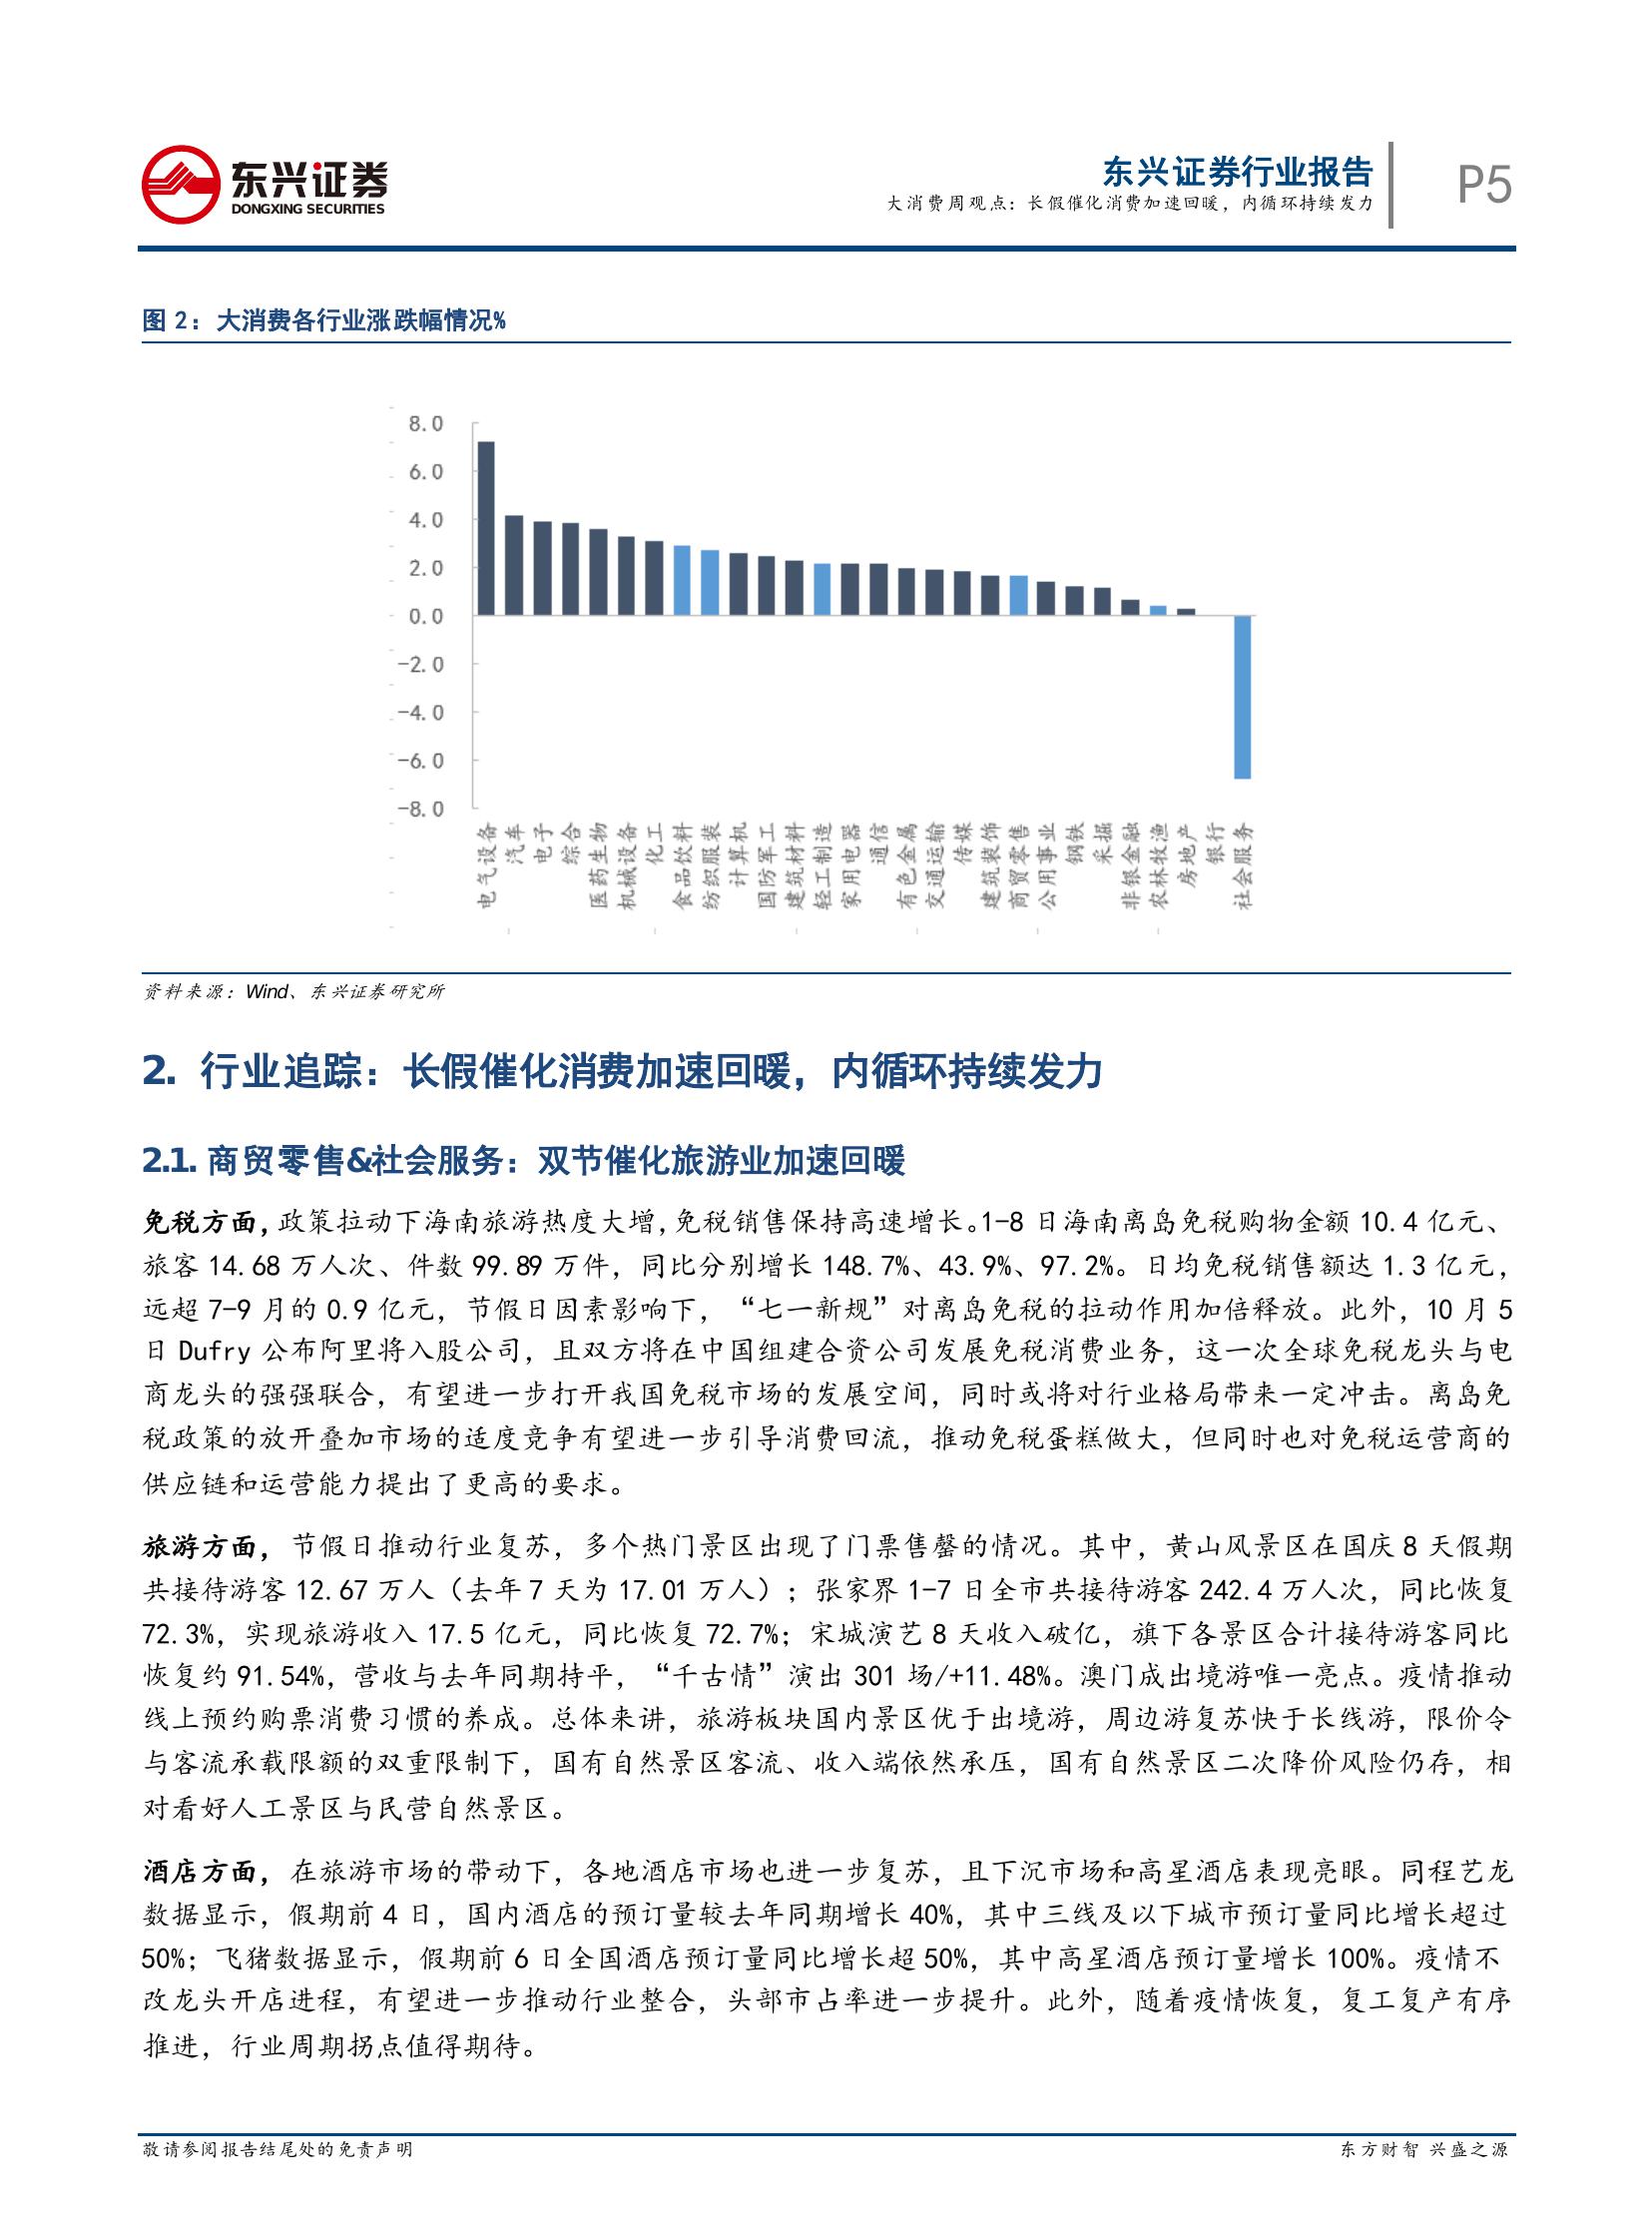 东兴证券
DONGXING SECURITIES
东兴证券行业报告
大消费周观点：长假催化消费加速回暖，内循环持续发力
P5
图 2：大消费各行业涨跌幅情况%
8.0
6.0
4.0
2.0
0.0
-2.0
-4.0
-6.0
-8.0
电气设备
汽车
电子
综合
医药生物
机械设备
化工
食品饮料
纺织服装
计算机
国防军工
建筑材料
轻工制造
家用电器
通信
有色金属
交通运输
传媒
建筑装饰
商贸零售
公用事业
钢铁
采掘
非银金融
农林牧渔
房地产
银行
社会服务
资料来源：Wind、东兴证券研究所
2. 行业追踪：长假催化消费加速回暖，内循环持续发力
2.1. 商贸零售&社会服务：双节催化旅游业加速回暖
免税方面，政策拉动下海南旅游热度大增，免税销售保持高速增长。1-8 日海南离岛免税购物金额 10.4 亿元、
旅客 14.68 万人次、件数 99.89 万件，同比分别增长 148.7%、43.9%、97.2%。日均免税销售额达 1.3 亿元，
远超 7-9 月的 0.9 亿元，节假日因素影响下，“七一新规”对离岛免税的拉动作用加倍释放。此外，10 月 5
日 Dufry 公布阿里将入股公司，且双方将在中国组建合资公司发展免税消费业务，这一次全球免税龙头与电
商龙头的强强联合，有望进一步打开我国免税市场的发展空间，同时或将对行业格局带来一定冲击。离岛免
税政策的放开叠加市场的适度竞争有望进一步引导消费回流，推动免税蛋糕做大，但同时也对免税运营商的
供应链和运营能力提出了更高的要求。
旅游方面，节假日推动行业复苏，多个热门景区出现了门票售罄的情况。其中，黄山风景区在国庆 8 天假期
共接待游客 12.67 万人（去年 7 天为 17.01 万人）；张家界 1-7 日全市共接待游客 242.4 万人次，同比恢复
72.3%，实现旅游收入 17.5 亿元，同比恢复 72.7%；宋城演艺 8 天收入破亿，旗下各景区合计接待游客同比
恢复约 91.54%，营收与去年同期持平，“千古情”演出 301 场/+11.48%。澳门成出境游唯一亮点。疫情推动
线上预约购票消费习惯的养成。总体来讲，旅游板块国内景区优于出境游，周边游复苏快于长线游，限价令
与客流承载限额的双重限制下，国有自然景区客流、收入端依然承压，国有自然景区二次降价风险仍存，相
对看好人工景区与民营自然景区。
酒店方面，在旅游市场的带动下，各地酒店市场也进一步复苏，且下沉市场和高星酒店表现亮眼。同程艺龙
数据显示，假期前 4 日，国内酒店的预订量较去年同期增长 40%，其中三线及以下城市预订量同比增长超过
50%；飞猪数据显示，假期前 6 日全国酒店预订量同比增长超 50%，其中高星酒店预订量增长 100%。疫情不
改龙头开店进程，有望进一步推动行业整合，头部市占率进一步提升。此外，随着疫情恢复，复工复产有序
推进，行业周期拐点值得期待。
敬请参阅报告结尾处的免责声明
东方财智 兴盛之源